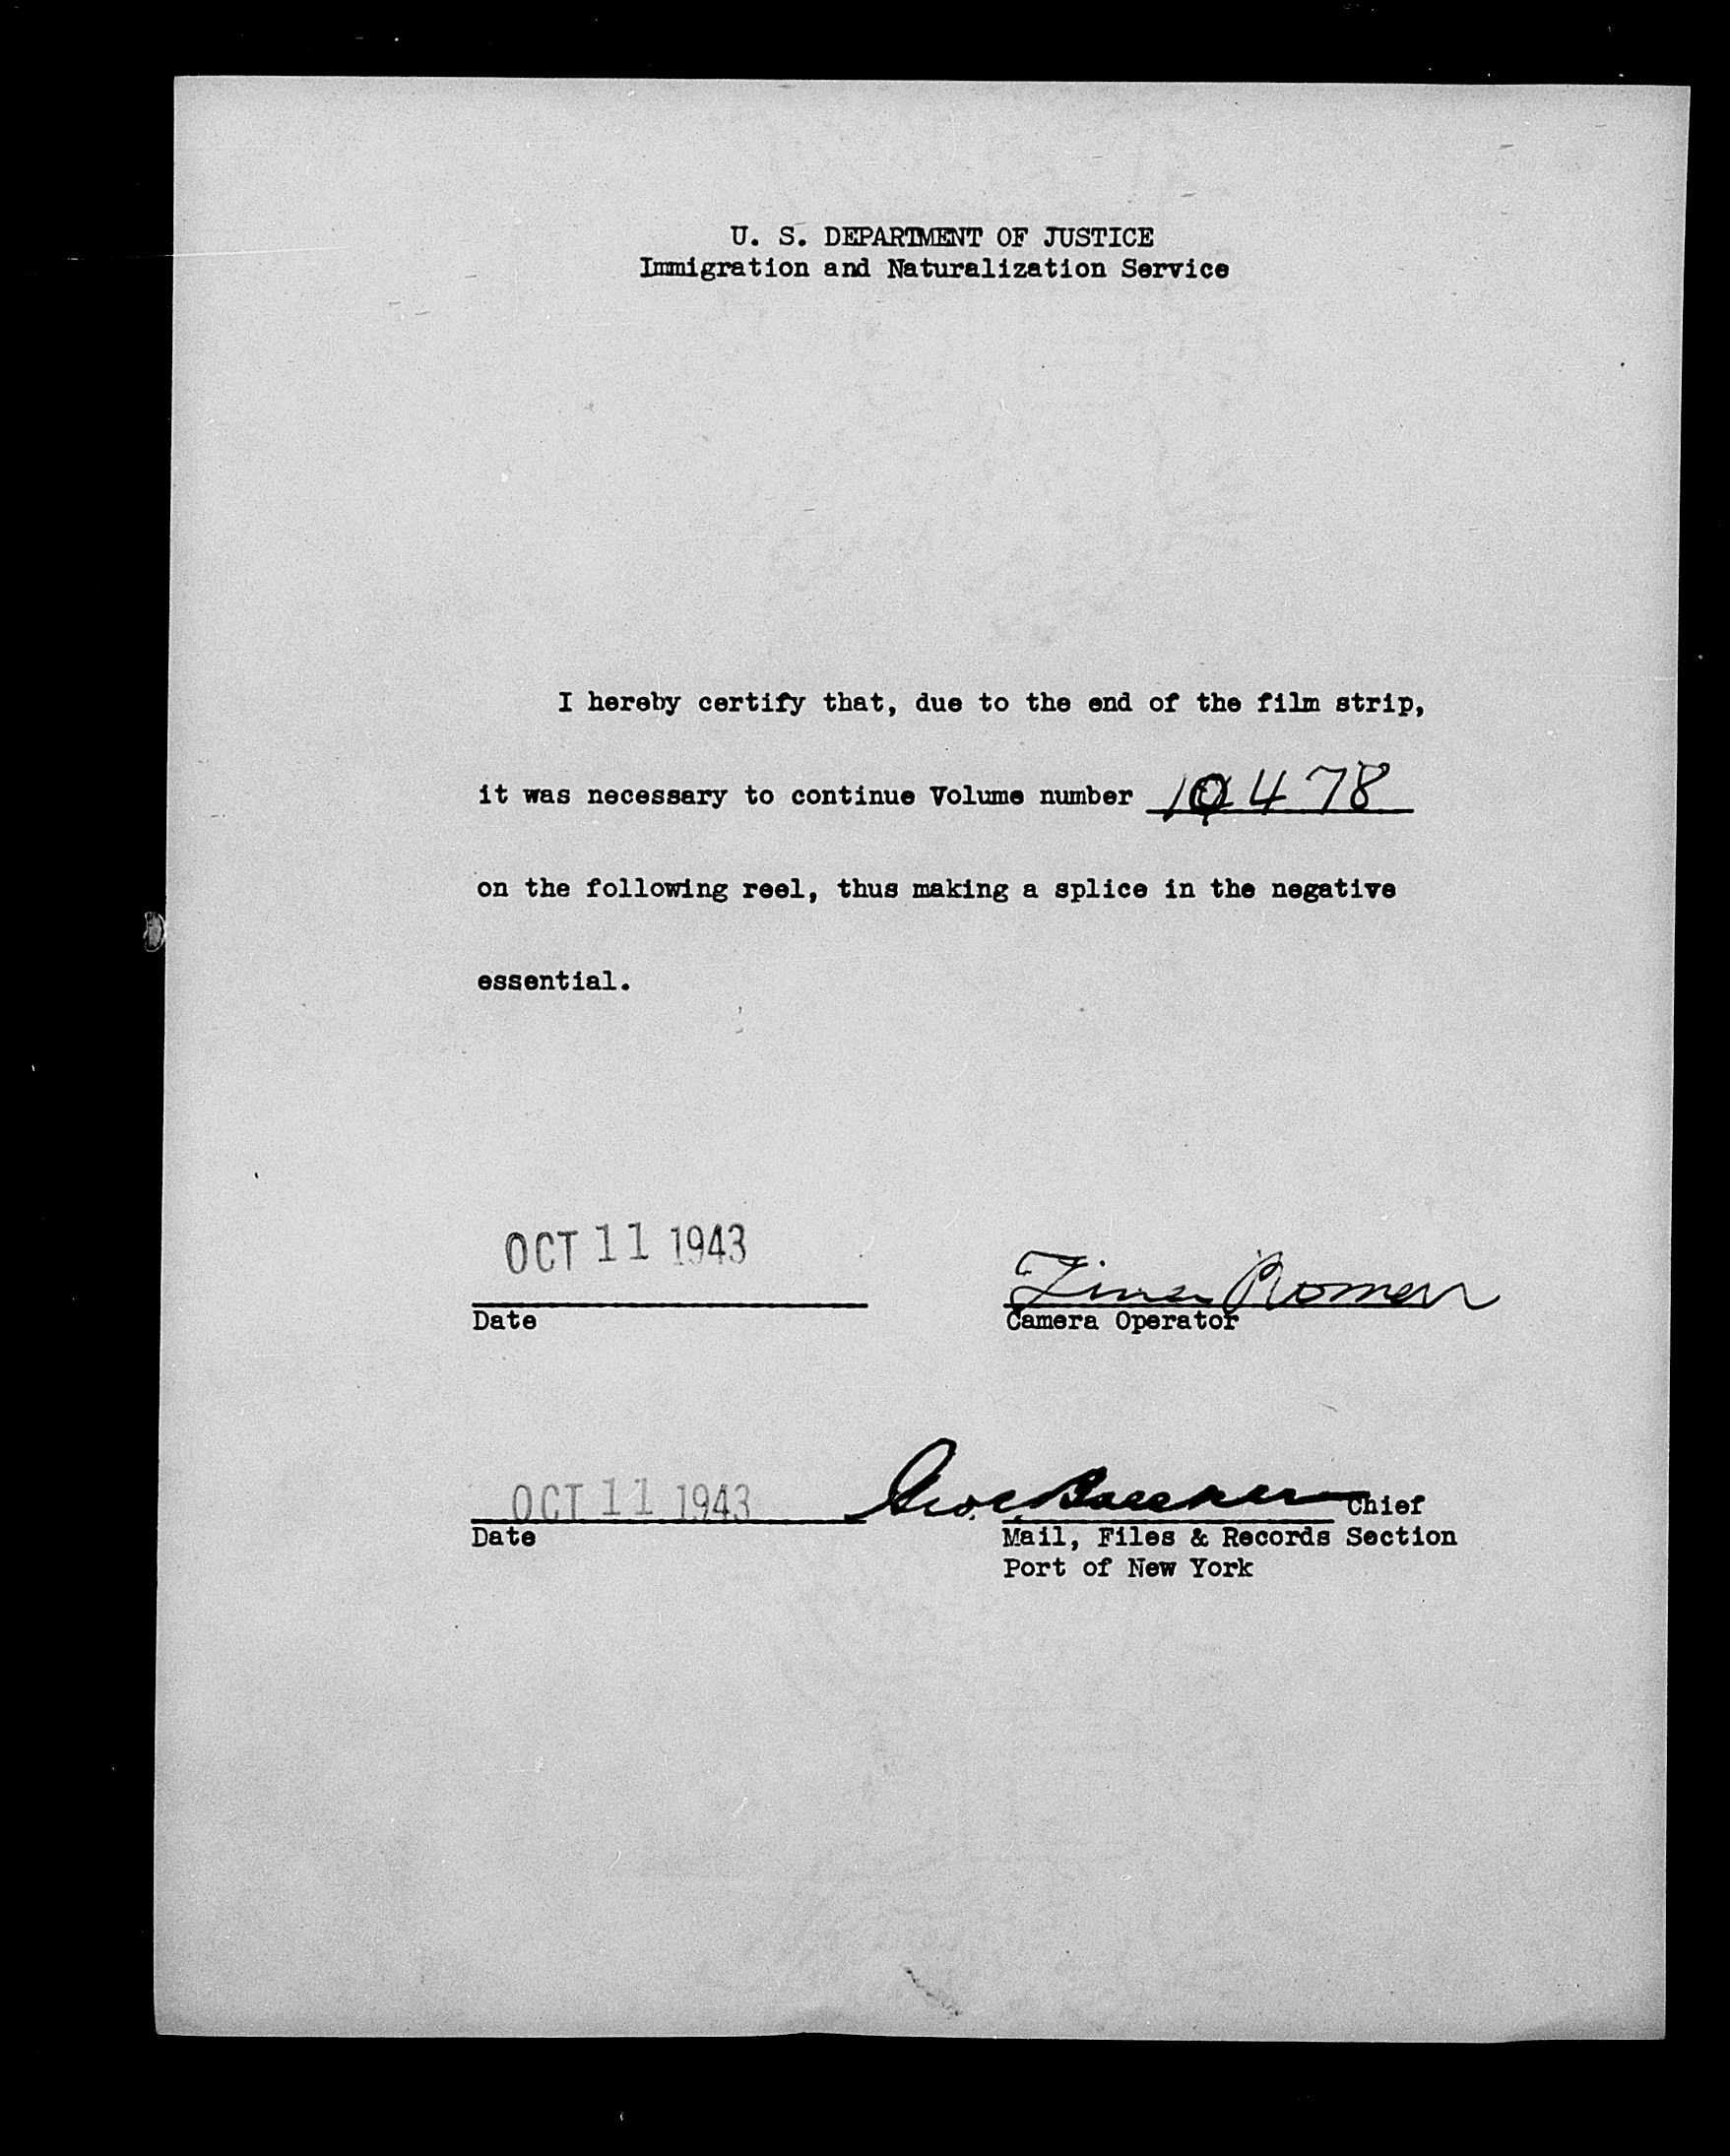 U. S. DEPARTMENT OF JUSTICE
Immigration and Naturalization Service
I hereby certify that, due to the end of the film strip,
it was necessary to continue Volume number 10478
on the following reel, thus making a splice in the negative
essential.
OCT 11 1943
Date
Camera Operator
OCT 11 1943
Chief
Date
Mail, Files & Records Section
Port of New York